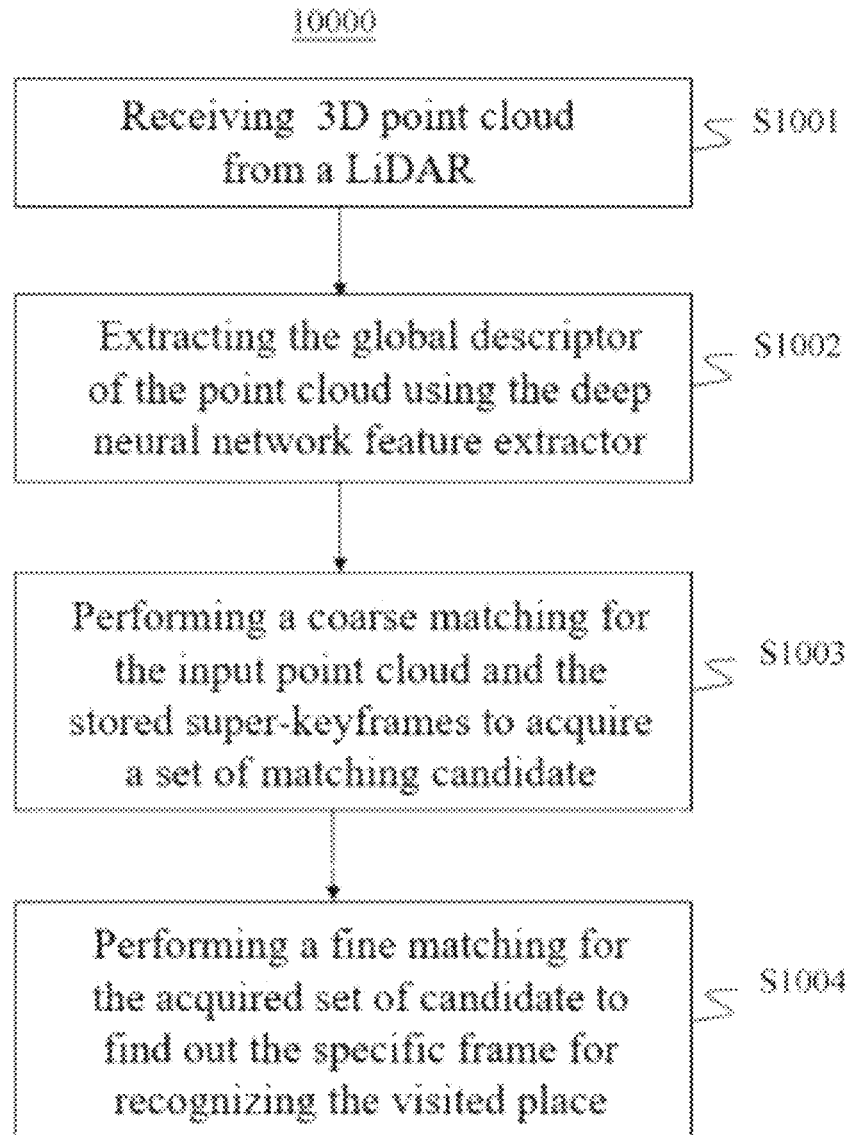 10000
Receiving 3D point cloud
from a LiDAR
S1001
Extracting the global descriptor
of the point cloud using the deep
neural network feature extractor
S1002
Performing a coarse matching for
the input point cloud and the
stored super-keyframes to acquire
a set of matching candidate
S1003
Performing a fine matching for
the acquired set of candidate to
find out the specific frame for
recognizing the visited place
S1004